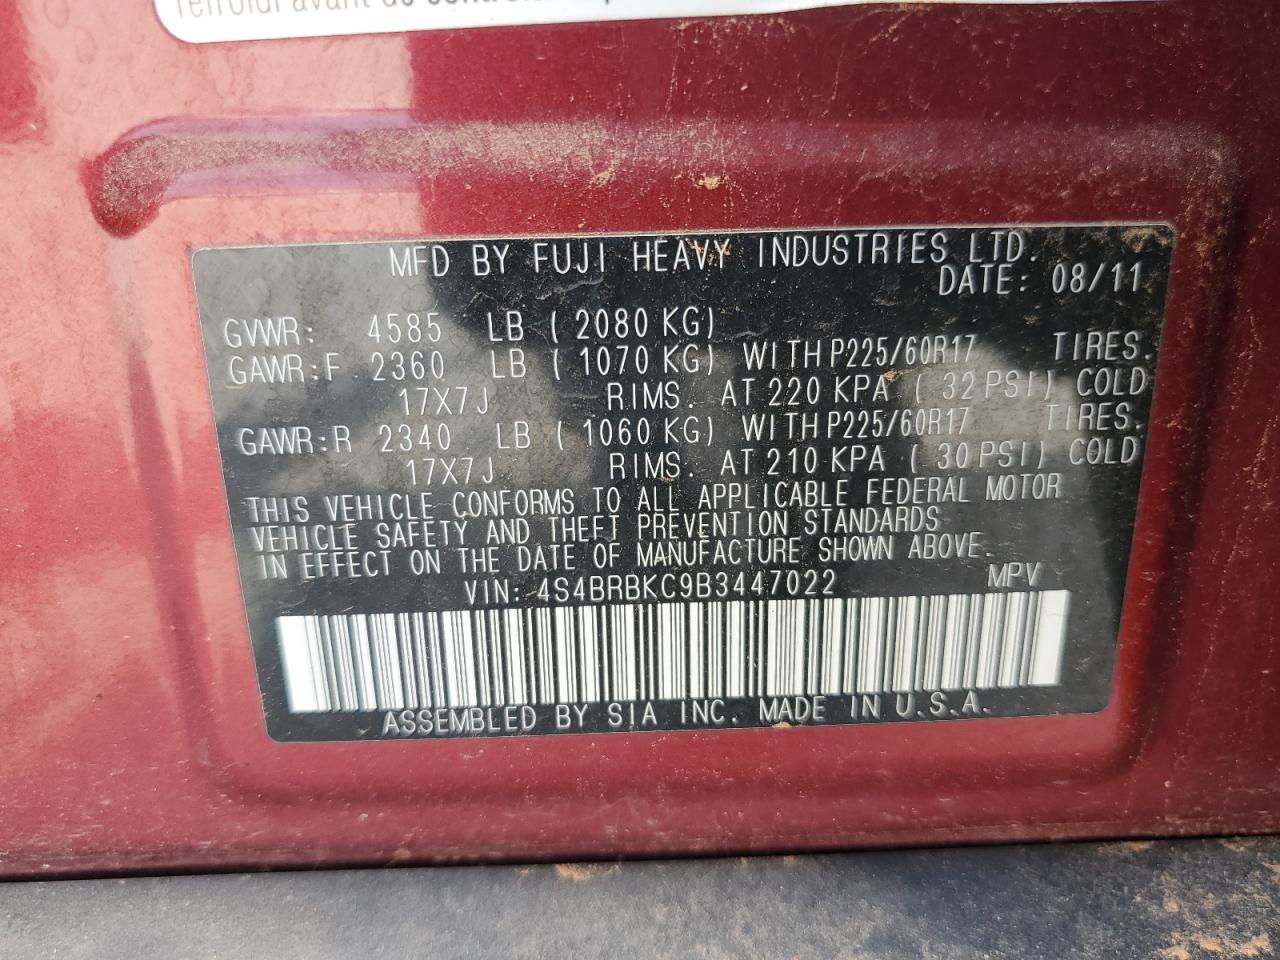 refroidi avant de
MFD BY FUJI HEAVY INDUSTRIES LTD.
DATE: 08/11
GVWR: 4585 LB ( 2080 KG)
GAWR:F 2360 LB ( 1070 KG) WITH P225/60R17 TIRES.
17X7J RIMS. AT 220 KPA ( 32 PSI) COLD
GAWR:R 2340 LB ( 1060 KG) WITH P225/60R17 TIRES.
17X7J RIMS. AT 210 KPA ( 30 PSI) COLD
THIS VEHICLE CONFORMS TO ALL APPLICABLE FEDERAL MOTOR
VEHICLE SAFETY AND THEFT PREVENTION STANDARDS
IN EFFECT ON THE DATE OF MANUFACTURE SHOWN ABOVE.
VIN: 4S4BRBKC9B3447022 MPV
ASSEMBLED BY SIA INC. MADE IN U.S.A.